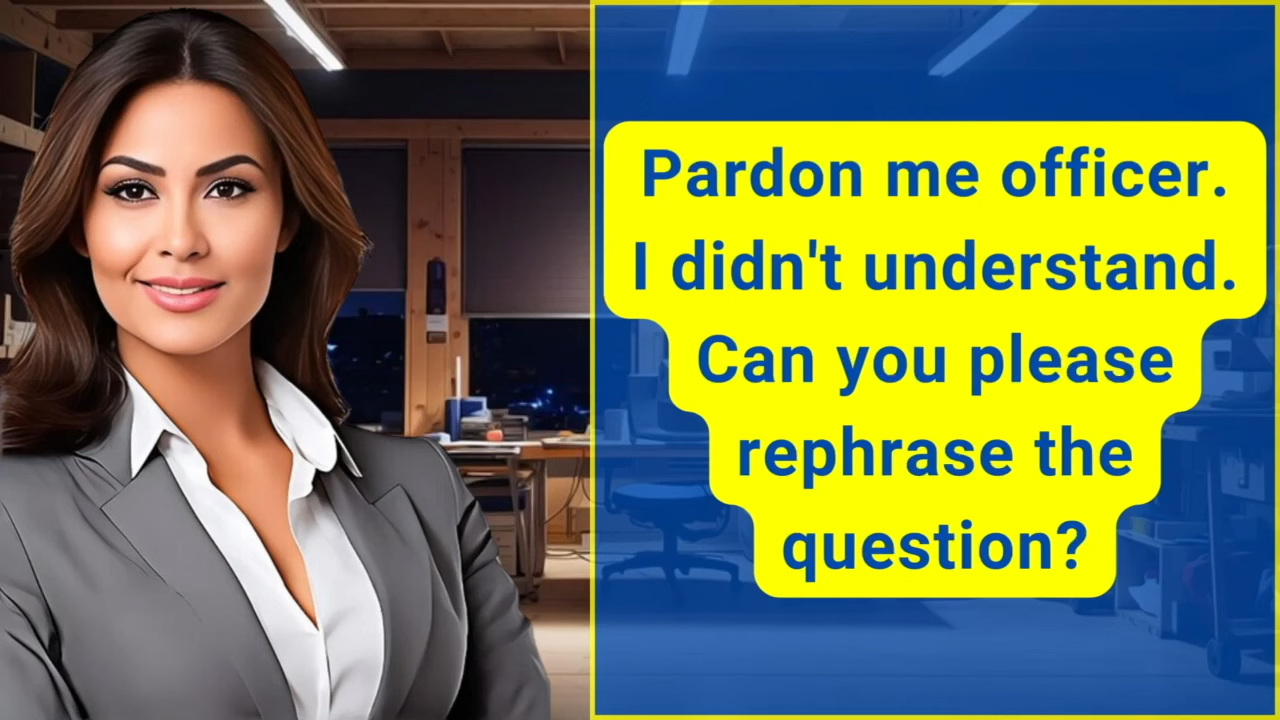 Pardon me officer.
I didn't understand.
Can you please
rephrase the
question?